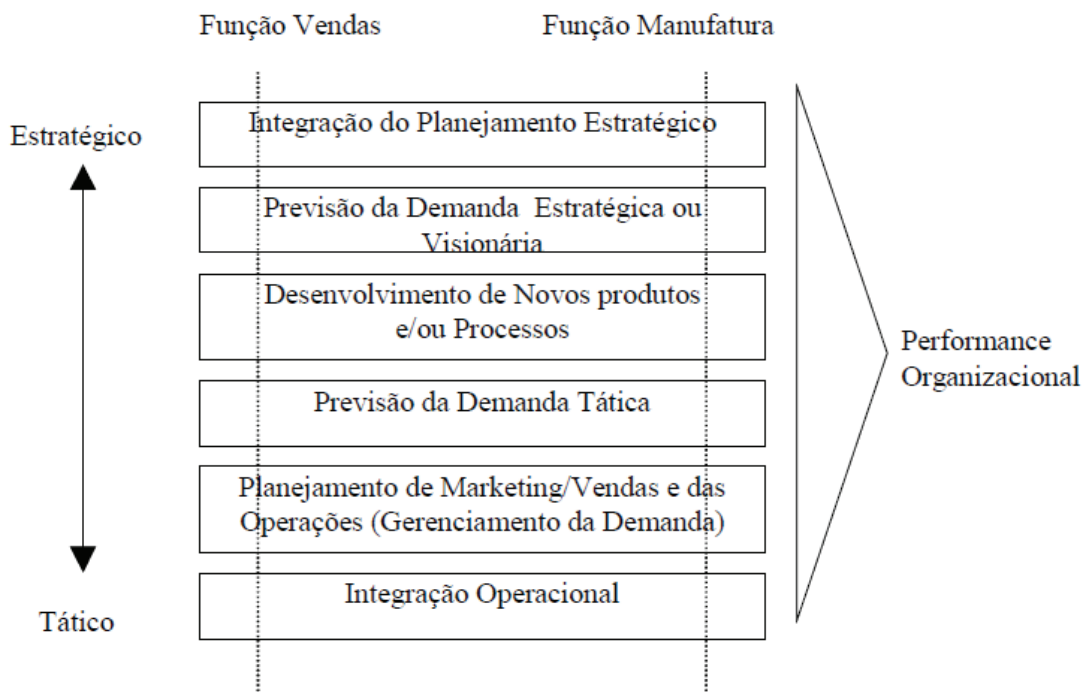 Função Vendas
Função Manufatura
Estratégico
Integração do Planejamento Estratégico
Previsão da Demanda Estratégica ou
Visionária
Desenvolvimento de Novos produtos
e/ou Processos
Previsão da Demanda Tática
Planejamento de Marketing/Vendas e das
Operações (Gerenciamento da Demanda)
Integração Operacional
Tático
Performance
Organizacional